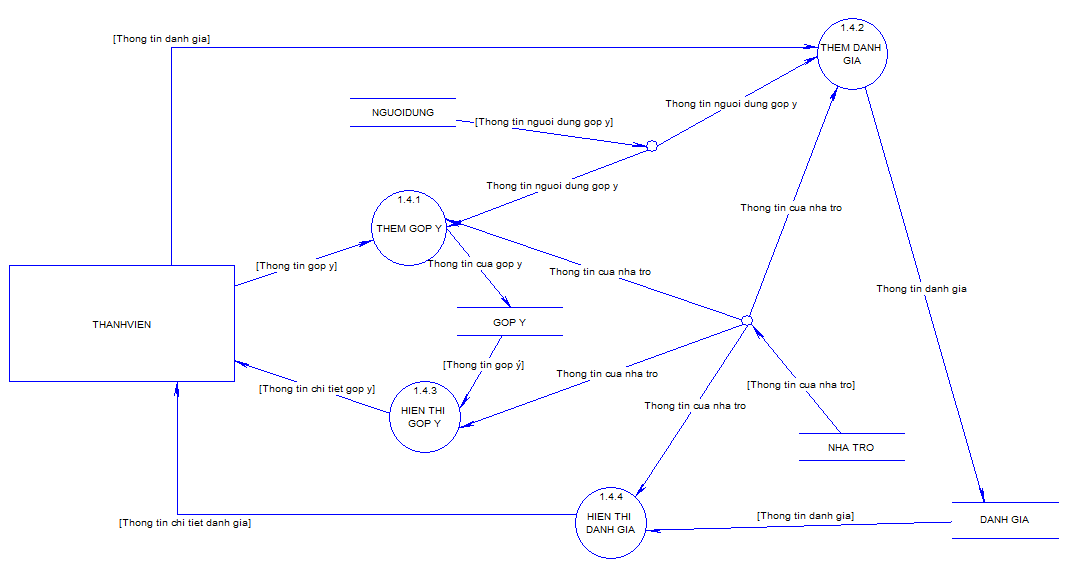 1.4.2
[Thong tin danh gia]
THEM DANH
GIA
Thong tin nguoi dung gop y
NGUOIDUNG
[Thong tin nguoi dung gop y]
Thong tin nguoi dung gop y
1.4.1
Thong tin cua nha tro
THEM GOP Y
[Thong tin gop y]
Thong tin cua gop y
Thong tin cua nha tro
Thong tin danh gia
THANHVIEN
GOP Y
[Thong tin gop ý]
Thong tin cua nha tro
[Thong tin chi tiet gop y]
1.4.3
[Thong tin cua nha tro]
HIEN THI
GOP Y
Thong tin cua nha tro
NHA TRO
1.4.4
[Thong tin chi tiet danh gia]
HIEN THI
DANH GIA
[Thong tin danh gia]
DANH GIA